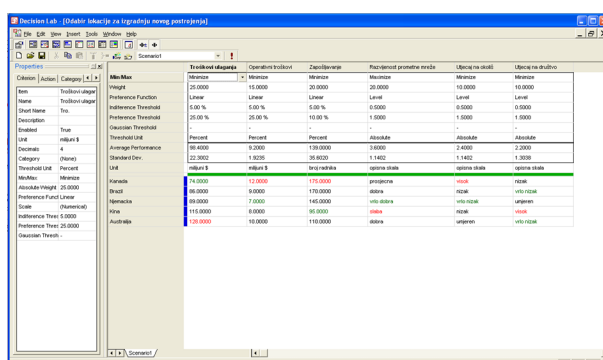 Decision Lab - [Odabir lokacije za izgradnju novog postrojenja]
File Edit View Insert Tools Window Help
Scenario1
Properties
Criterion Action Category
Item Troškovi ulagar
Name Troškovi ulagar
Short Name Tro.
Description
Enabled True
Unit milijuni $
Decimals 4
Category (None)
Threshold Unit Percent
Min/Max Minimize
Absolute Weight 25.0000
Preference Funct Linear
Scale (Numerical)
Indifference Thres 5.0000
Preference Thres 25.0000
Gaussian Thresh -
Troškovi ulaganja Operativni troškovi Zapošljavanje Razvijenost prometne mreže Utjecaj na okoliš Utjecaj na društvo
Min/Max Minimize Minimize Minimize Maximize Minimize Minimize
Weight 25.0000 15.0000 20.0000 20.0000 10.0000 10.0000
Preference Function Linear Linear Linear Level Level Level
Indifference Threshold 5.00 % 5.00 % 5.00 % 0.5000 0.5000 0.5000
Preference Threshold 25.00 % 25.00 % 10.00 % 1.5000 1.5000 1.5000
Gaussian Threshold - - - - - -
Threshold Unit Percent Percent Percent Absolute Absolute Absolute
Average Performance 98.4000 9.2000 139.0000 3.6000 2.4000 2.2000
Standard Dev. 22.3002 1.9235 35.6020 1.1402 1.1402 1.3038
Unit milijuni $ milijuni $ broj radnika opisna skala opisna skala opisna skala
Kanada 74.0000 12.0000 175.0000 prosjecna visok nizak
Brazil 86.0000 9.0000 170.0000 dobra nizak vrlo nizak
Njemacka 89.0000 7.0000 145.0000 vrlo dobra vrlo nizak umjeren
Kina 115.0000 8.0000 95.0000 slaba nizak visok
Australija 128.0000 10.0000 110.0000 dobra umjeren vrlo nizak
Scenario1